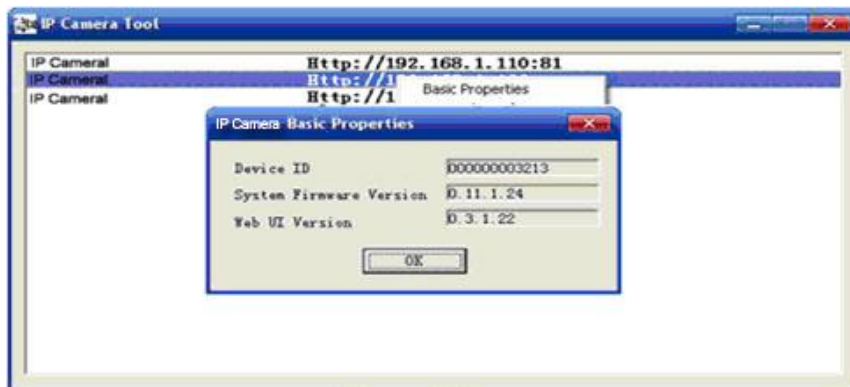 IP Camera Tool
IP Cameral Http://192.168.1.110:81
IP Cameral
IP Cameral Http://1
Basic Properties
IP Camera Basic Properties
Device ID 000000003213
System Firmware Version 0.11.1.24
Web UI Version 0.3.1.22
OK